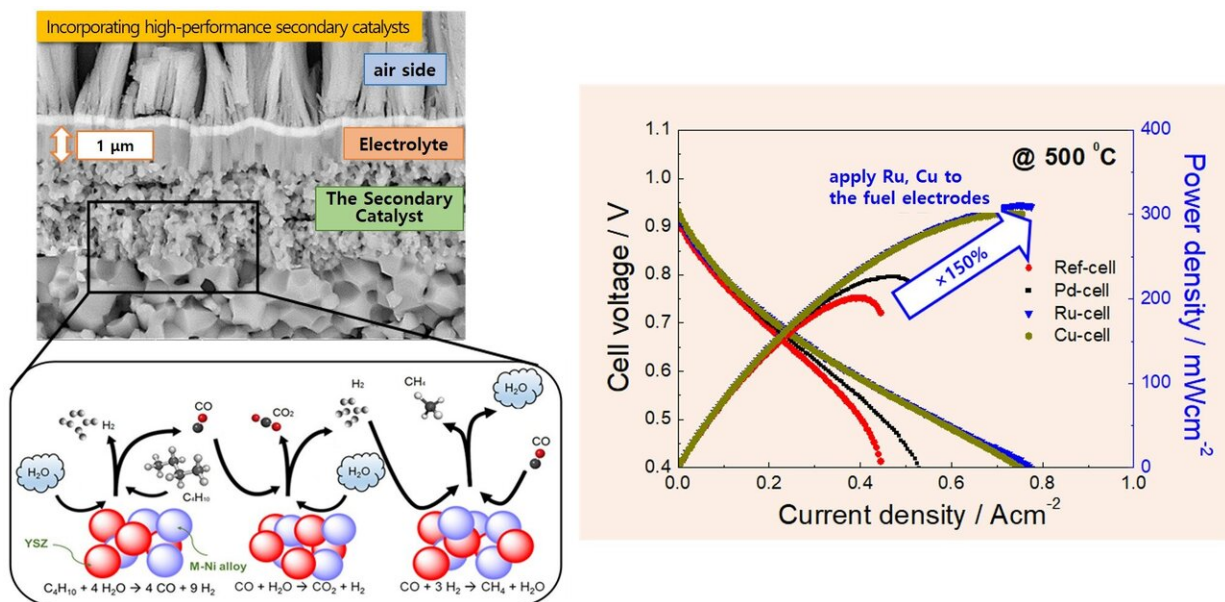 Incorporating high-performance secondary catalysts
air side
1 μm
Electrolyte
The Secondary
Catalyst
H₂O
H₂
CO
C₄H₁₀
CO₂
H₂O
H₂
CH₄
H₂O
CO
YSZ
M-Ni alloy
C₄H₁₀ + 4 H₂O → 4 CO + 9 H₂
CO + H₂O → CO₂ + H₂
CO + 3 H₂ → CH₄ + H₂O
@ 500 ⁰C
apply Ru, Cu to
the fuel electrodes
×150%
Ref-cell
Pd-cell
Ru-cell
Cu-cell
Cell voltage / V
1.1
1.0
0.9
0.8
0.7
0.6
0.5
0.4
Power density / mWcm⁻²
400
300
200
100
0
0.0 0.2 0.4 0.6 0.8 1.0
Current density / Acm⁻²